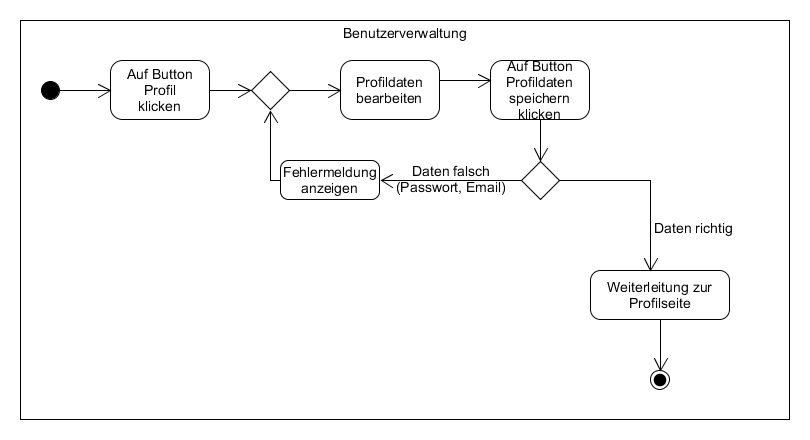 Benutzerverwaltung
Auf Button
Profil
klicken
Profildaten
bearbeiten
Auf Button
Profildaten
speichern
klicken
Fehlermeldung
anzeigen
Daten falsch
(Passwort, Email)
Daten richtig
Weiterleitung zur
Profilseite